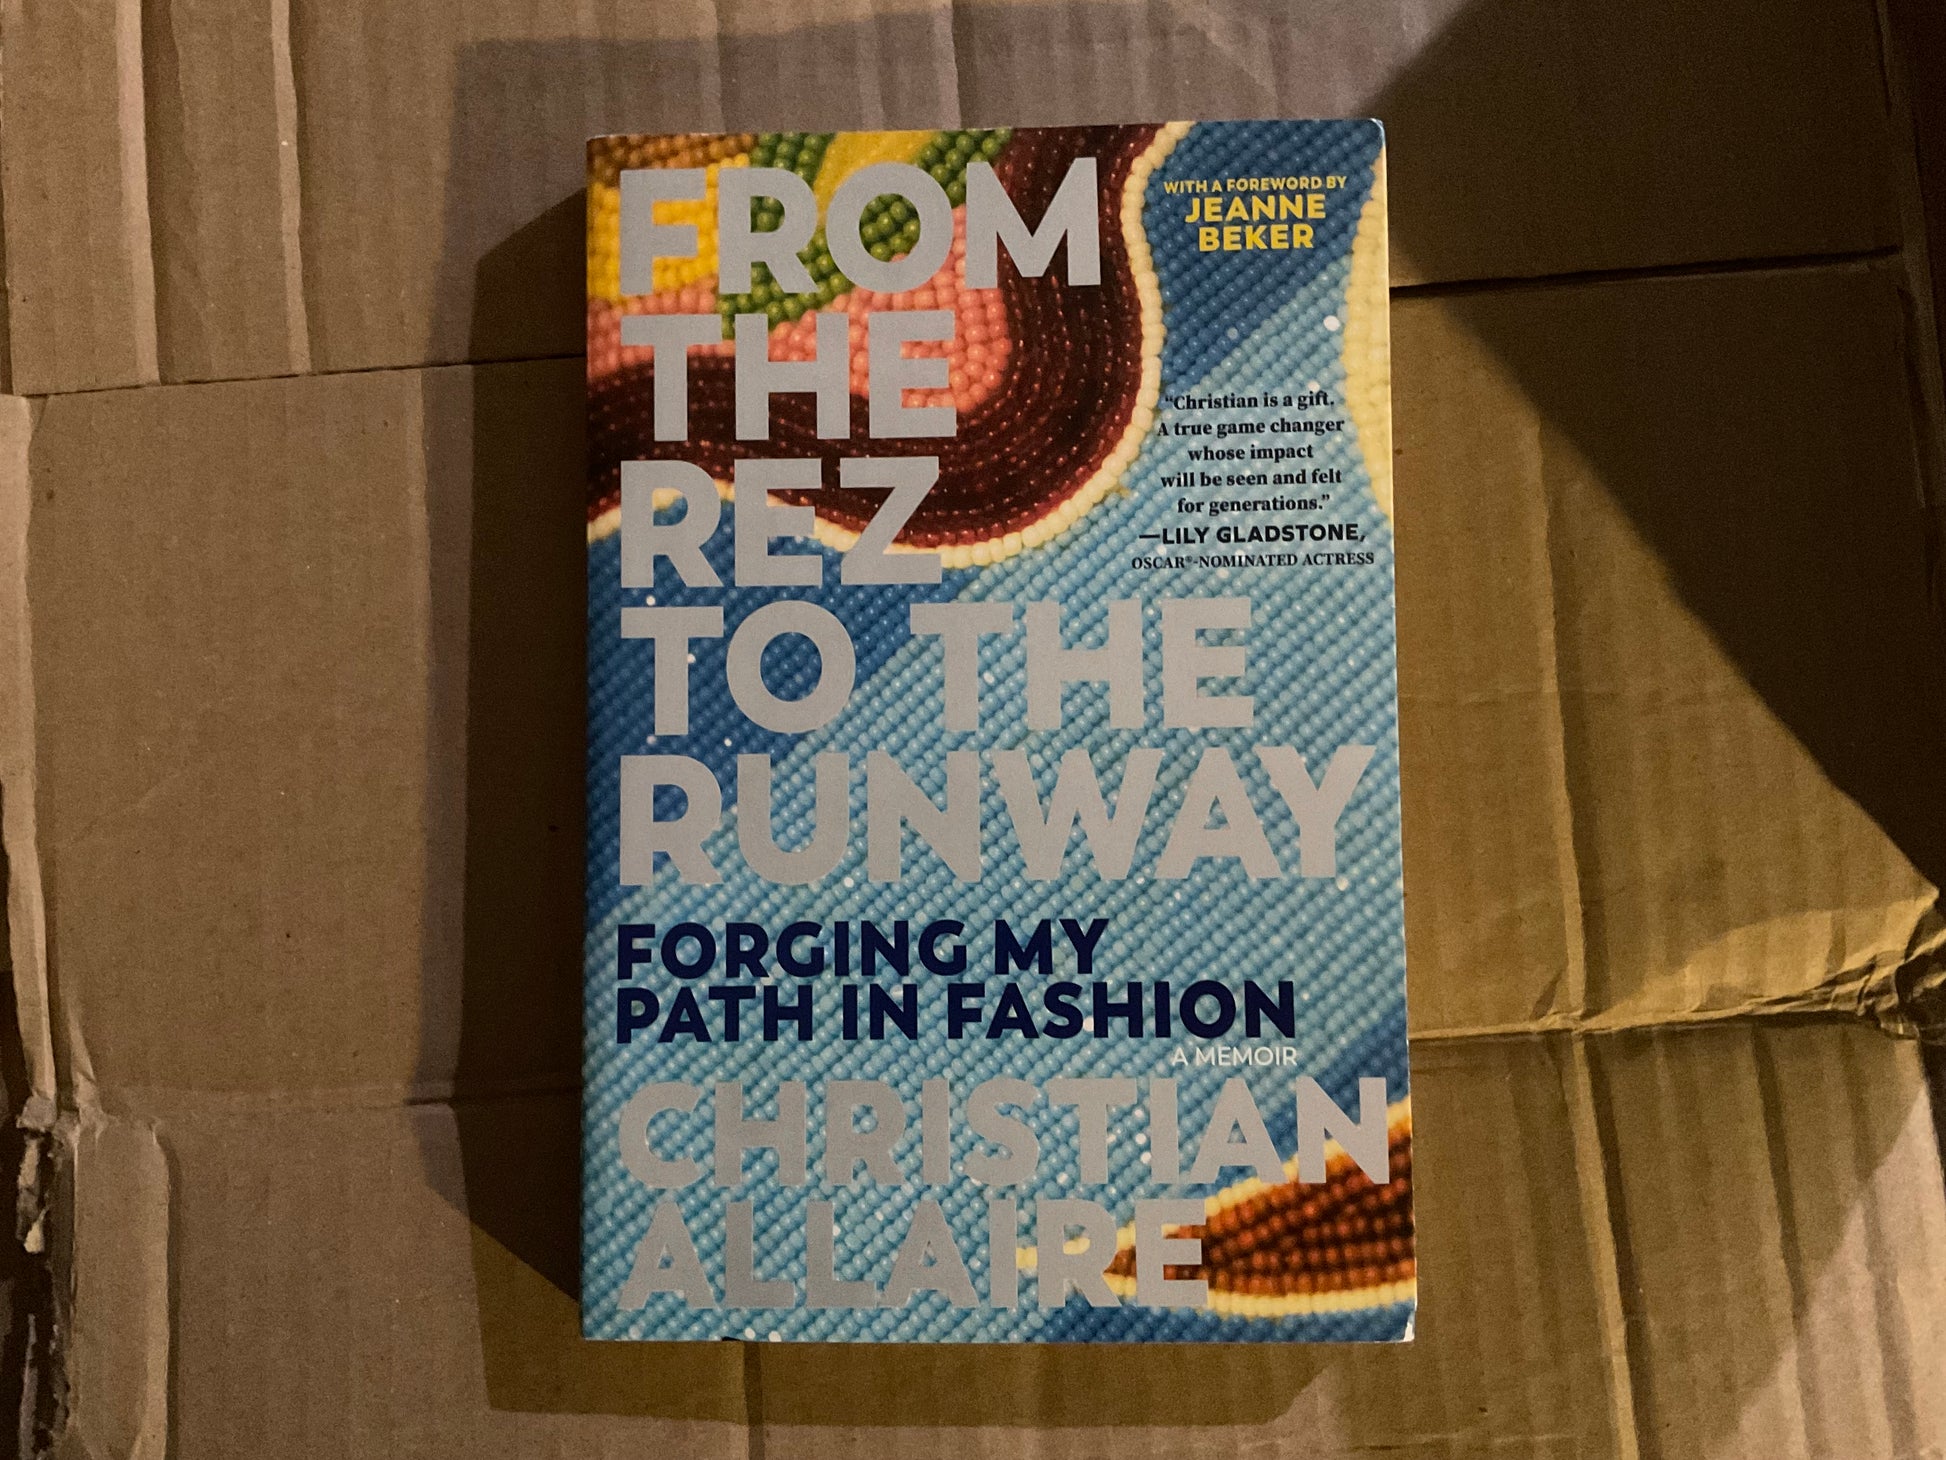 FROM
THE
REZ
TO THE
RUNWAY
WITH A FOREWORD BY
JEANNE
BEKER
“Christian is a gift.
A true game changer
whose impact
will be seen and felt
for generations.”
—LILY GLADSTONE,
OSCAR®-NOMINATED ACTRESS
FORGING MY
PATH IN FASHION
A MEMOIR
CHRISTIAN
ALLAIRE